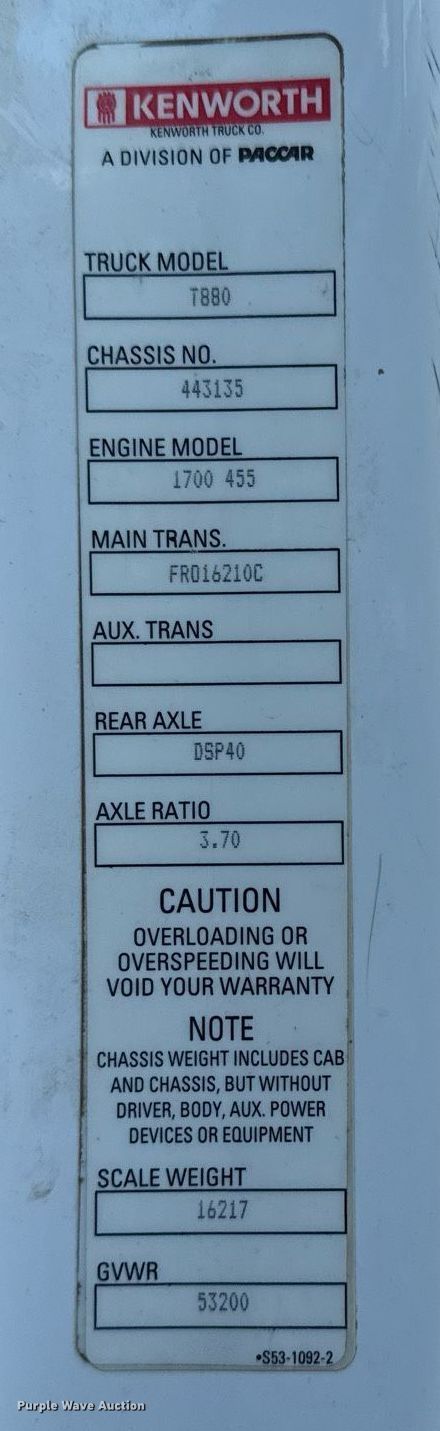 KENWORTH
KENWORTH TRUCK CO.
A DIVISION OF PACCAR
TRUCK MODEL
T880
CHASSIS NO.
443135
ENGINE MODEL
1700 455
MAIN TRANS.
FRO16210C
AUX. TRANS
REAR AXLE
DSP40
AXLE RATIO
3.70
CAUTION
OVERLOADING OR
OVERSPEEDING WILL
VOID YOUR WARRANTY
NOTE
CHASSIS WEIGHT INCLUDES CAB
AND CHASSIS, BUT WITHOUT
DRIVER, BODY, AUX. POWER
DEVICES OR EQUIPMENT
SCALE WEIGHT
16217
GVWR
53200
•S53-1092-2
Purple Wave Auction